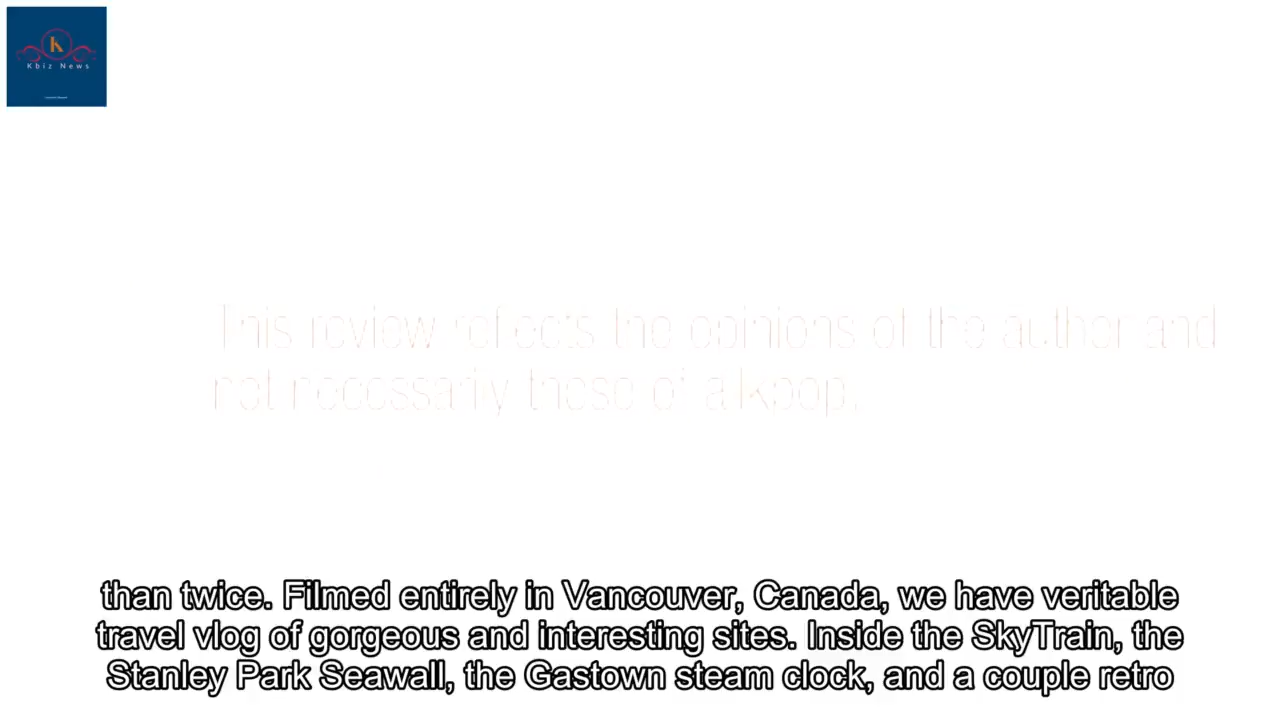 K
Kbiz News
This review reflects the opinions of the author and
not necessarily those of allkpop.
than twice. Filmed entirely in Vancouver, Canada, we have veritable
travel vlog of gorgeous and interesting sites. Inside the SkyTrain, the
Stanley Park Seawall, the Gastown steam clock, and a couple retro